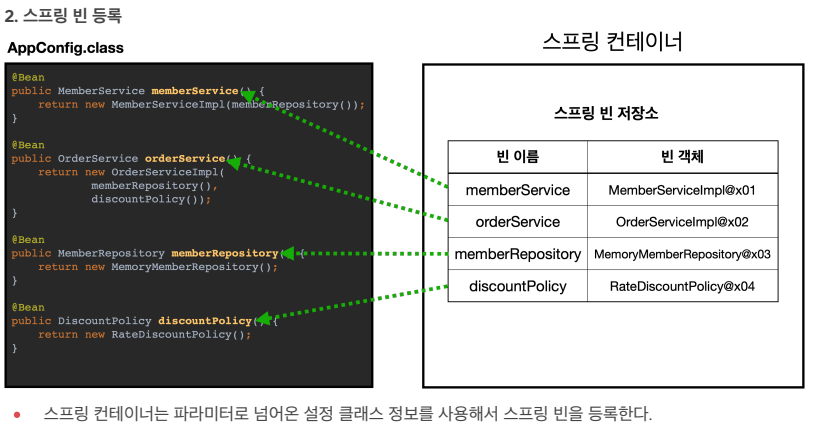 2. 스프링 빈 등록
AppConfig.class
@Bean
public MemberService memberService() {
    return new MemberServiceImpl(memberRepository());
}
@Bean
public OrderService orderService() {
    return new OrderServiceImpl(
            memberRepository(),
            discountPolicy());
}
@Bean
public MemberRepository memberRepository() {
    return new MemoryMemberRepository();
}
@Bean
public DiscountPolicy discountPolicy() {
    return new RateDiscountPolicy();
}
스프링 컨테이너
스프링 빈 저장소
빈 이름 빈 객체
memberService MemberServiceImpl@x01
orderService OrderServiceImpl@x02
memberRepository MemoryMemberRepository@x03
discountPolicy RateDiscountPolicy@x04
• 스프링 컨테이너는 파라미터로 넘어온 설정 클래스 정보를 사용해서 스프링 빈을 등록한다.